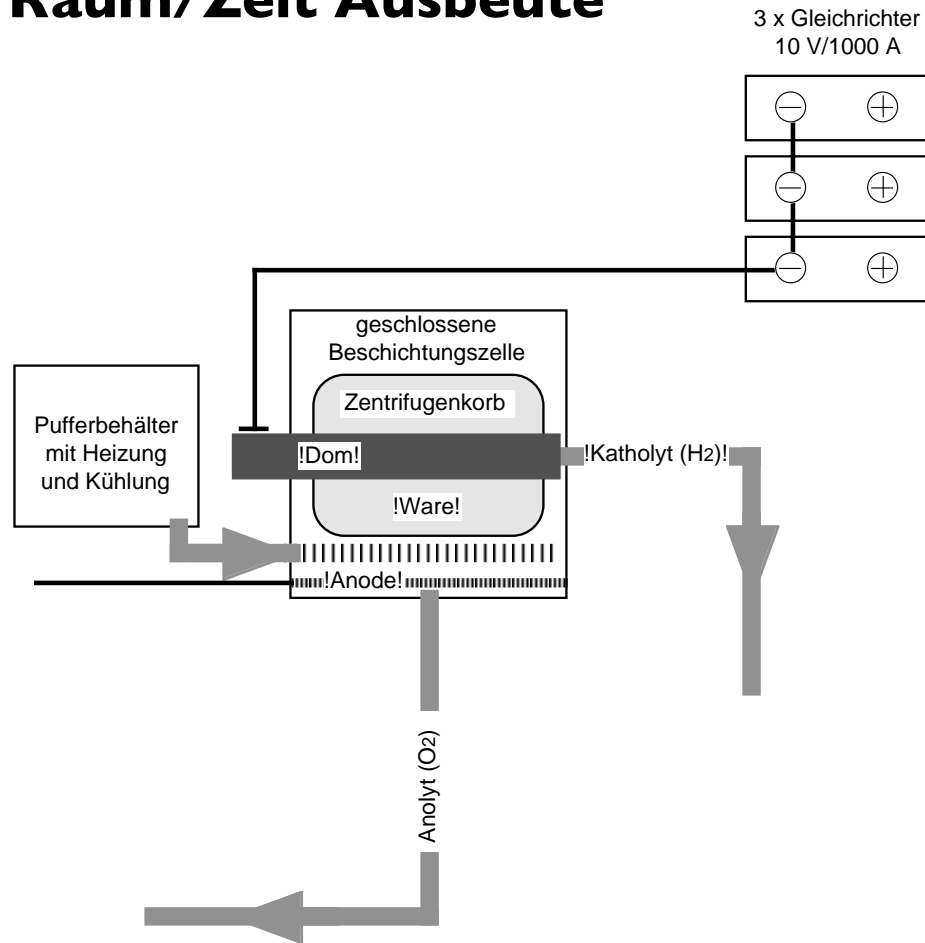 Raum/Zeit Ausbeute
3 x Gleichrichter
10 V/1000 A
geschlossene
Beschichtungszelle
Zentrifugenkorb
Pufferbehälter
mit Heizung
und Kühlung
!Dom!
!Katholyt (H2)!
!Ware!
!Anode!
Anolyt (O2)